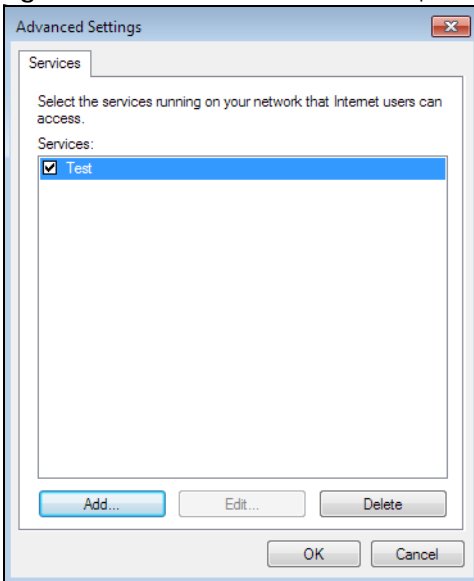 Advanced Settings
Services
Select the services running on your network that Internet users can
access.
Services:
Test
Add... Edit... Delete
OK Cancel